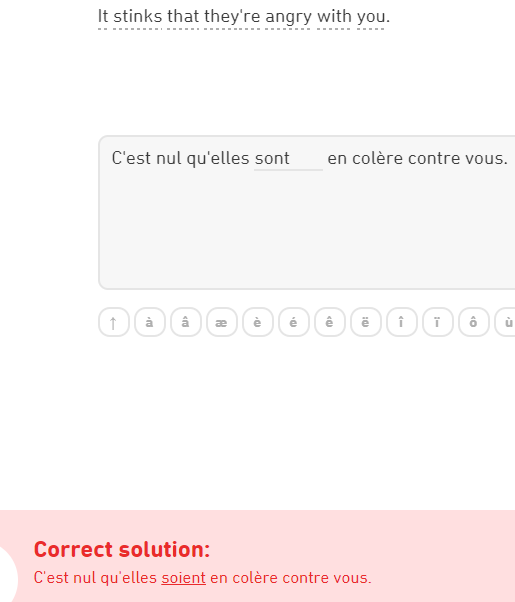 It stinks that they're angry with you.
C'est nul qu'elles sont en colère contre vous.
↑ à â æ è é ê ë î ï ô ù
Correct solution:
C'est nul qu'elles soient en colère contre vous.